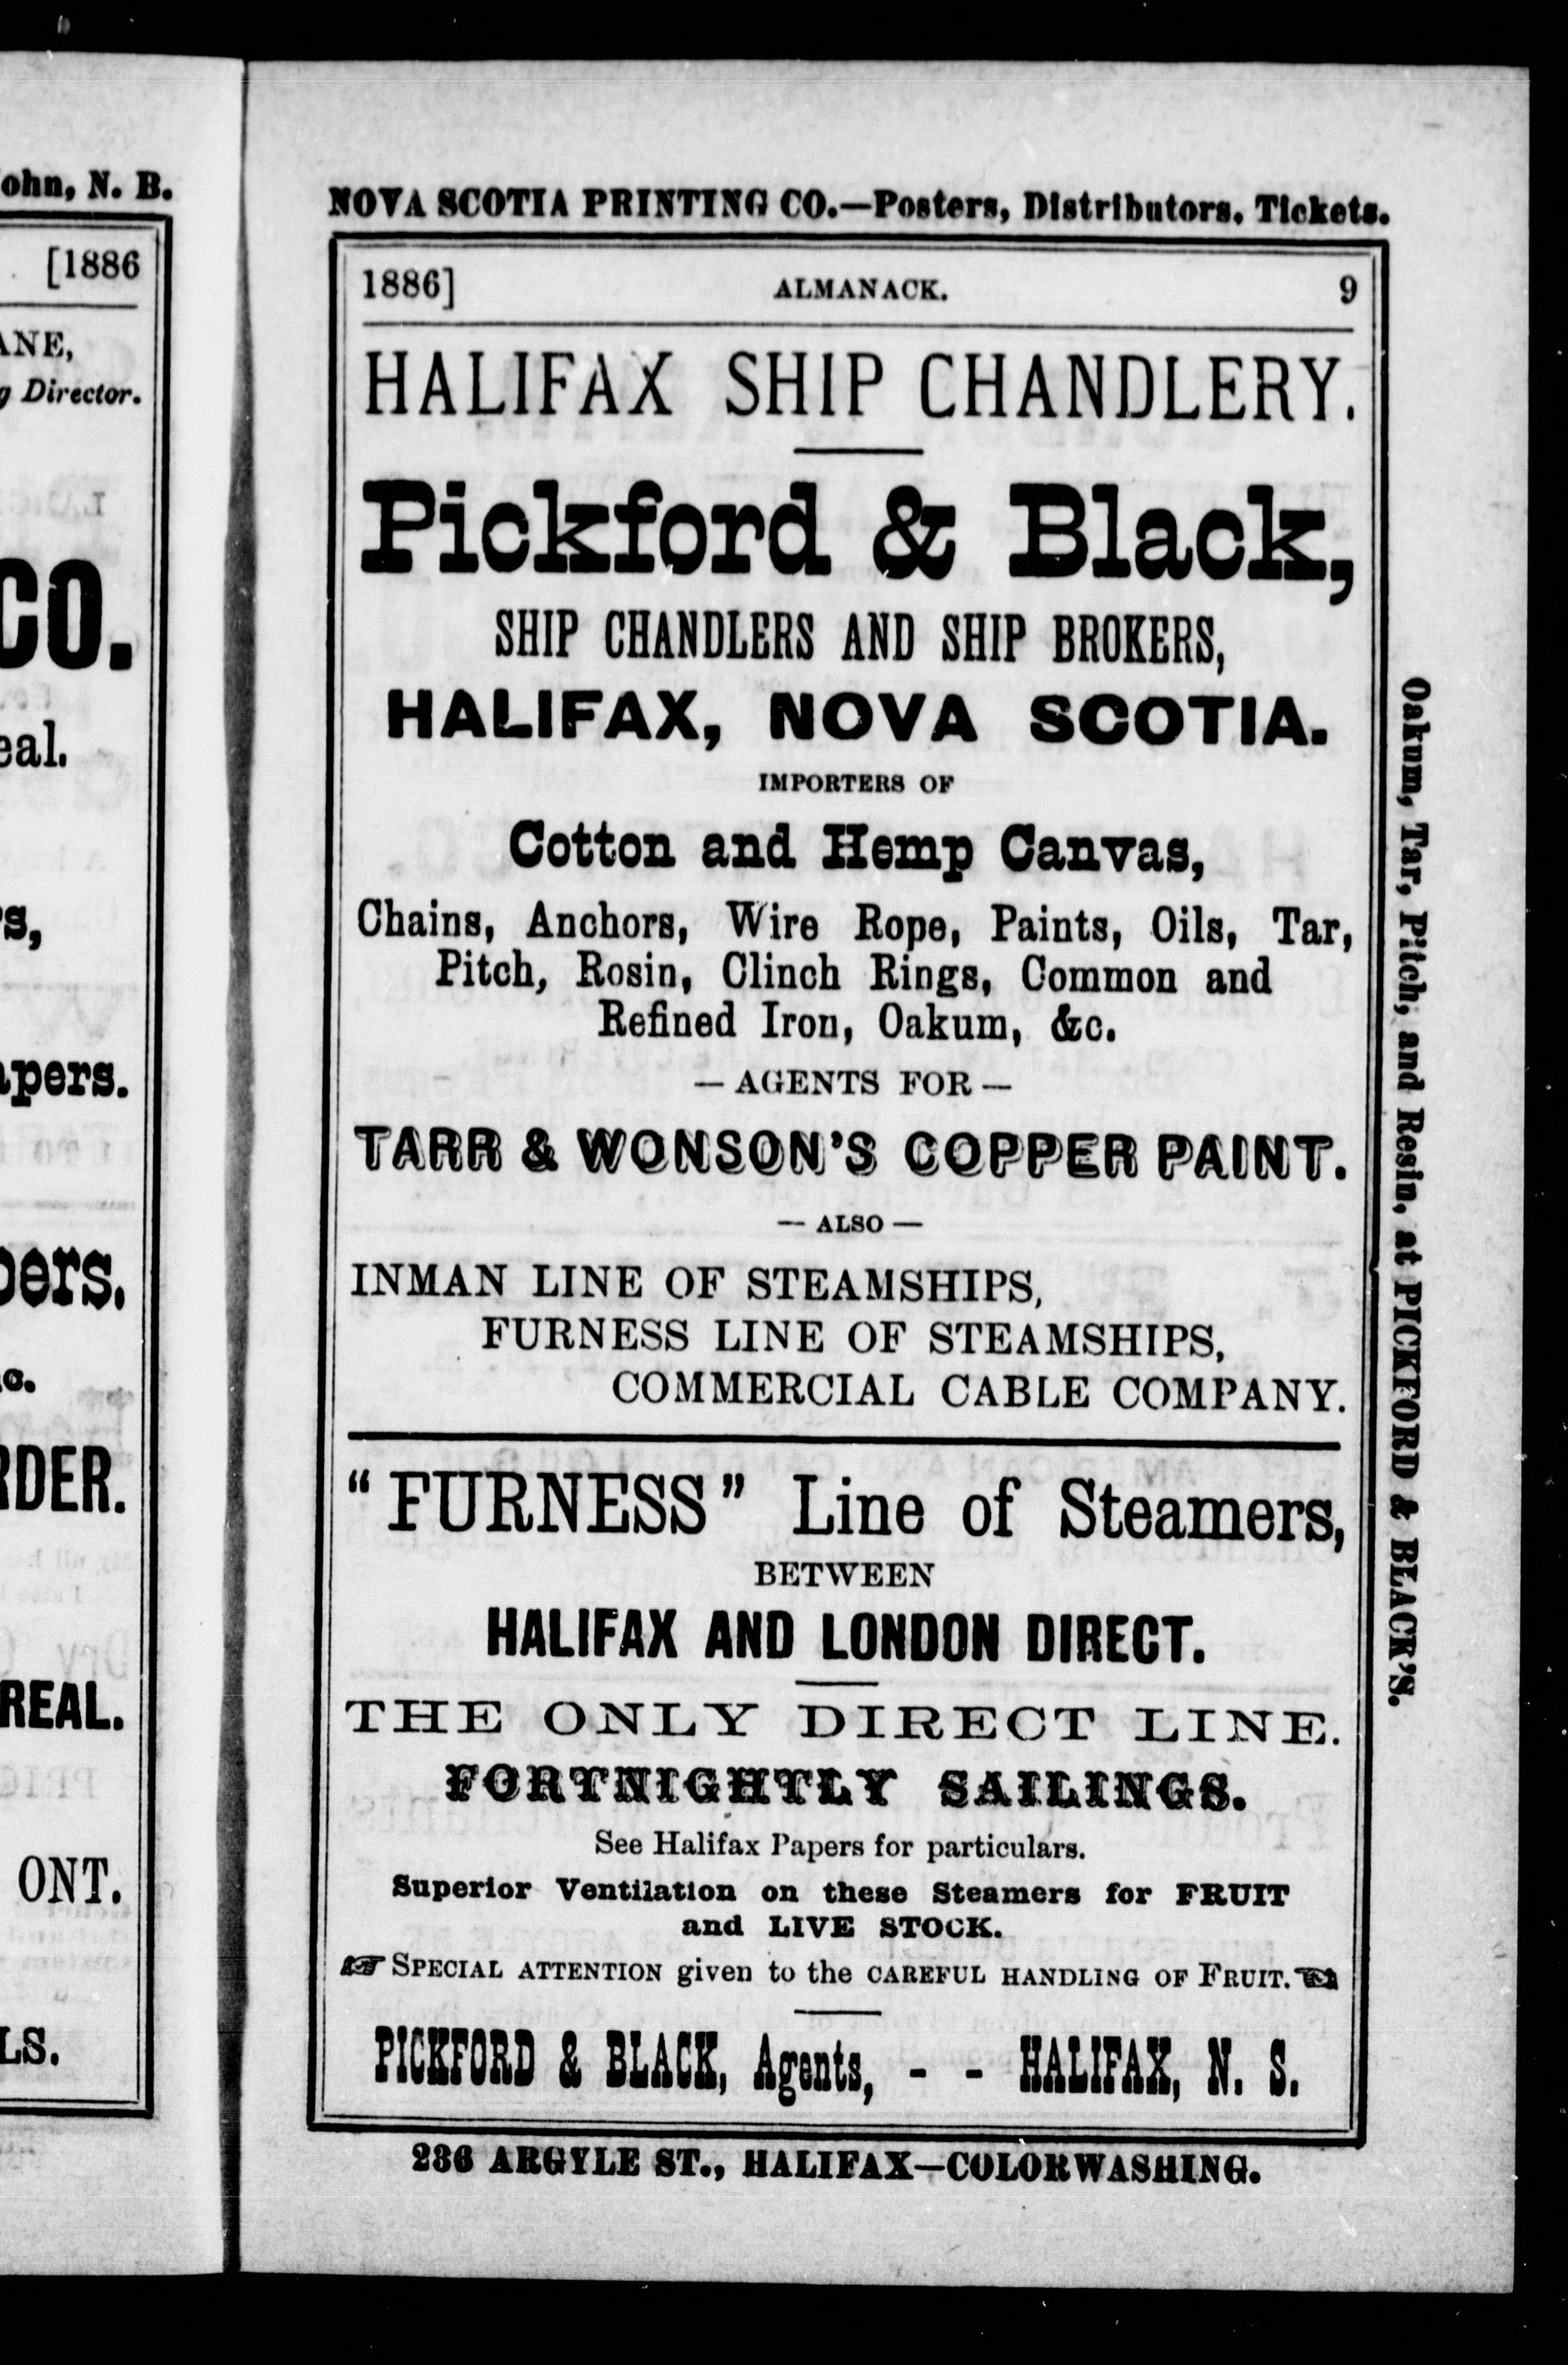 ohn, N. B.
[1886
ANE,
g Director.
CO.
eal.
s,
apers.
pers.
c.
RDER.
REAL.
ONT.
LS.
NOVA SCOTIA PRINTING CO.—Posters, Distributors, Tickets.
1886] ALMANACK. 9
HALIFAX SHIP CHANDLERY.
Pickford & Black,
SHIP CHANDLERS AND SHIP BROKERS,
HALIFAX, NOVA SCOTIA.
IMPORTERS OF
Cotton and Hemp Canvas,
Chains, Anchors, Wire Rope, Paints, Oils, Tar,
Pitch, Rosin, Clinch Rings, Common and
Refined Iron, Oakum, &c.
— AGENTS FOR —
TARR & WONSON'S COPPER PAINT.
— ALSO —
INMAN LINE OF STEAMSHIPS,
FURNESS LINE OF STEAMSHIPS,
COMMERCIAL CABLE COMPANY.
"FURNESS" Line of Steamers,
BETWEEN
HALIFAX AND LONDON DIRECT.
THE ONLY DIRECT LINE.
FORTNIGHTLY SAILINGS.
See Halifax Papers for particulars.
Superior Ventilation on these Steamers for FRUIT
and LIVE STOCK.
☞ SPECIAL ATTENTION given to the CAREFUL HANDLING OF FRUIT. ☜
PICKFORD & BLACK, Agents, - - HALIFAX, N. S.
236 ARGYLE ST., HALIFAX—COLORWASHING.
Oakum, Tar, Pitch, and Resin, at PICKFORD & BLACK'S.